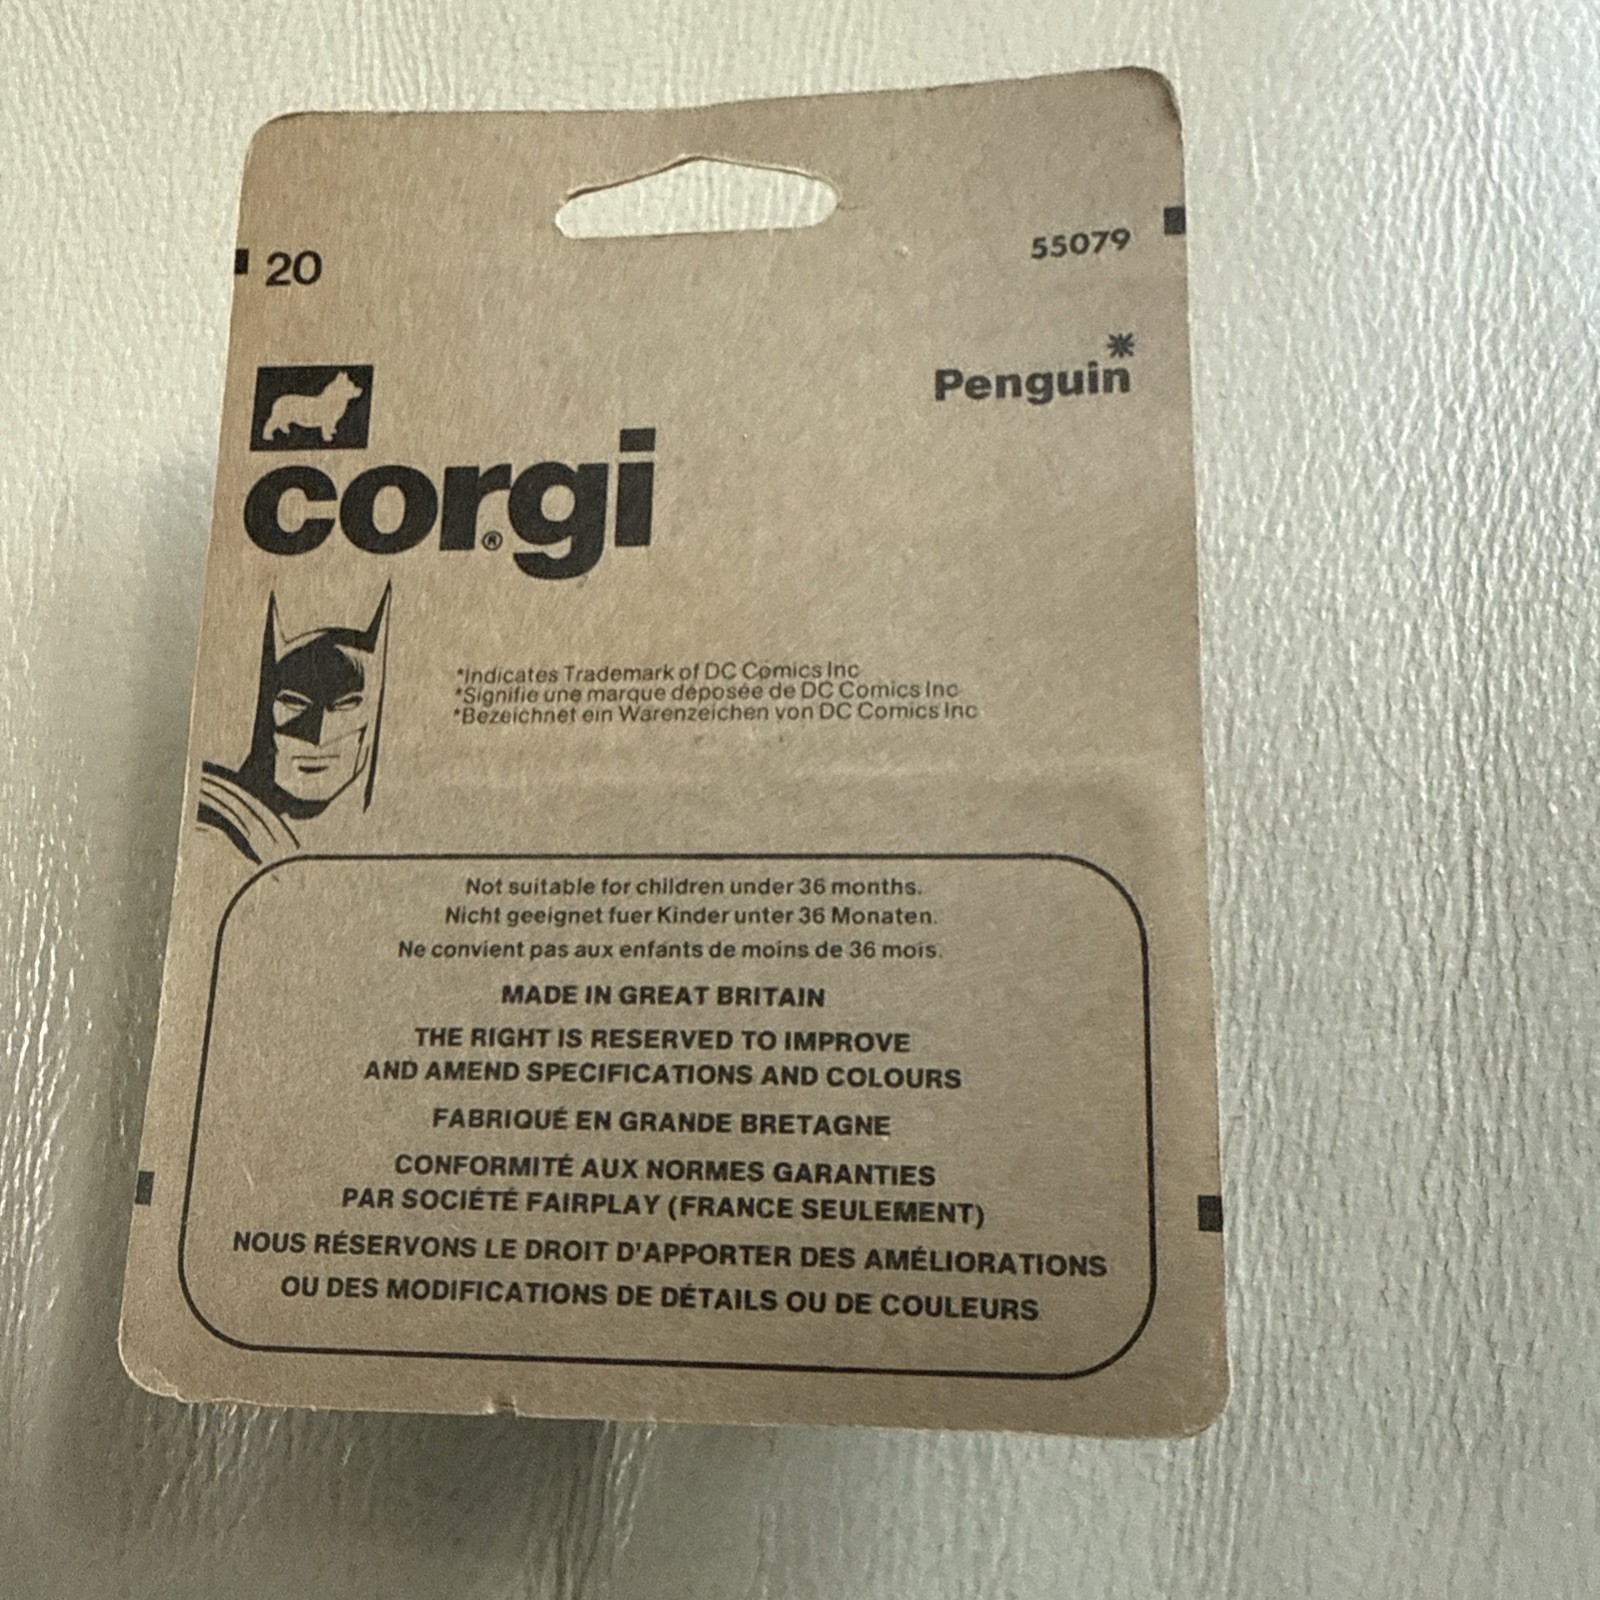 20
55079
Penguin*
corgi®
*Indicates Trademark of DC Comics Inc
*Signifie une marque déposée de DC Comics Inc
*Bezeichnet ein Warenzeichen von DC Comics Inc
Not suitable for children under 36 months.
Nicht geeignet fuer Kinder unter 36 Monaten.
Ne convient pas aux enfants de moins de 36 mois.
MADE IN GREAT BRITAIN
THE RIGHT IS RESERVED TO IMPROVE
AND AMEND SPECIFICATIONS AND COLOURS
FABRIQUÉ EN GRANDE BRETAGNE
CONFORMITÉ AUX NORMES GARANTIES
PAR SOCIÉTÉ FAIRPLAY (FRANCE SEULEMENT)
NOUS RÉSERVONS LE DROIT D'APPORTER DES AMÉLIORATIONS
OU DES MODIFICATIONS DE DÉTAILS OU DE COULEURS